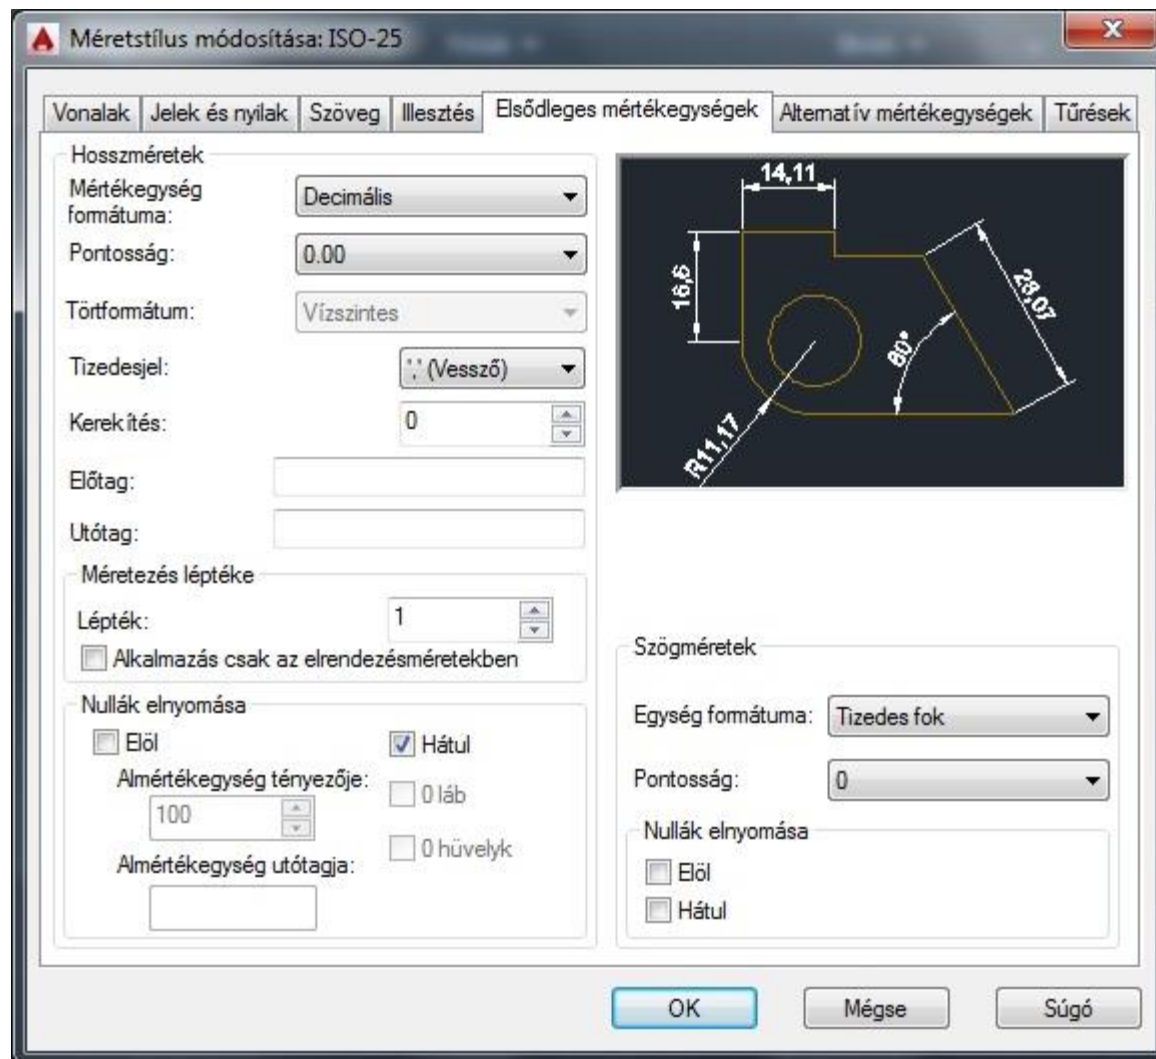 Méretstílus módosítása: ISO-25
Vonalak Jelek és nyilak Szöveg Illesztés Elsődleges mértékegységek Alternatív mértékegységek Tűrések
Hosszméretek
Mértékegység
formátuma:
Decimális
Pontosság:
0.00
Törtformátum:
Vízszintes
Tizedesjel:
',' (Vessző)
Kerekítés:
0
Előtag:
Utótag:
Méretezés léptéke
Lépték:
1
Alkalmazás csak az elrendezésméretekben
Nullák elnyomása
Elöl
Hátul
Almértékegység tényezője:
100
0 láb
0 hüvelyk
Almértékegység utótagja:
14,11
16,6
28,07
60°
R11,17
Szögméretek
Egység formátuma:
Tizedes fok
Pontosság:
0
Nullák elnyomása
Elöl
Hátul
OK Mégse Súgó